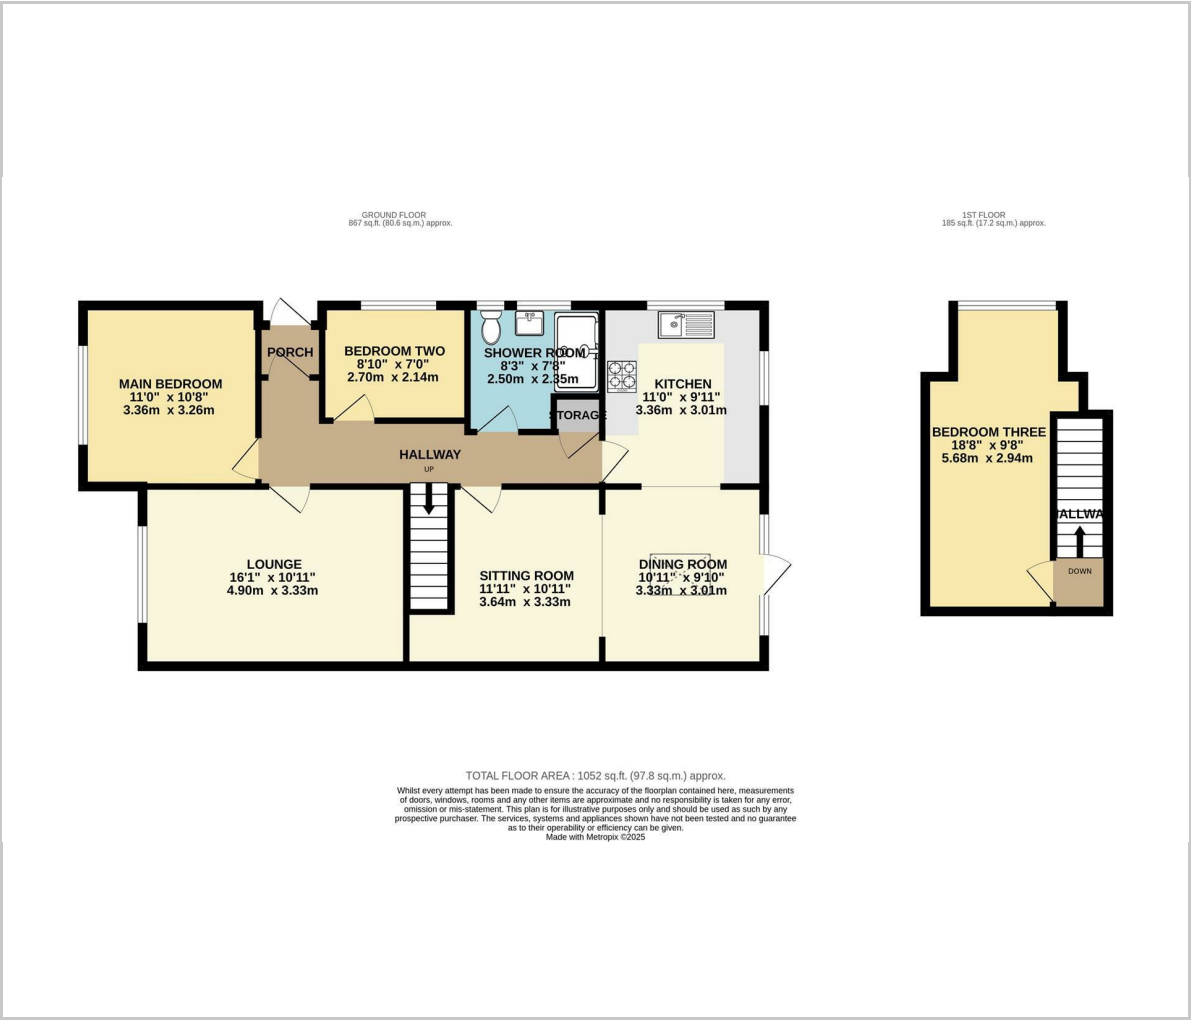 GROUND FLOOR
867 sq.ft. (80.6 sq.m.) approx.
1ST FLOOR
185 sq.ft. (17.2 sq.m.) approx.
PORCH
MAIN BEDROOM
11'0" x 10'8"
3.36m x 3.26m
BEDROOM TWO
8'10" x 7'0"
2.70m x 2.14m
SHOWER ROOM
8'3" x 7'8"
2.50m x 2.35m
STORAGE
KITCHEN
11'0" x 9'11"
3.36m x 3.01m
HALLWAY
UP
LOUNGE
16'1" x 10'11"
4.90m x 3.33m
SITTING ROOM
11'11" x 10'11"
3.64m x 3.33m
DINING ROOM
10'11" x 9'10"
3.33m x 3.01m
BEDROOM THREE
18'8" x 9'8"
5.68m x 2.94m
HALLWAY
DOWN
TOTAL FLOOR AREA : 1052 sq.ft. (97.8 sq.m.) approx.
Whilst every attempt has been made to ensure the accuracy of the floorplan contained here, measurements
of doors, windows, rooms and any other items are approximate and no responsibility is taken for any error,
omission or mis-statement. This plan is for illustrative purposes only and should be used as such by any
prospective purchaser. The services, systems and appliances shown have not been tested and no guarantee
as to their operability or efficiency can be given.
Made with Metropix ©2025